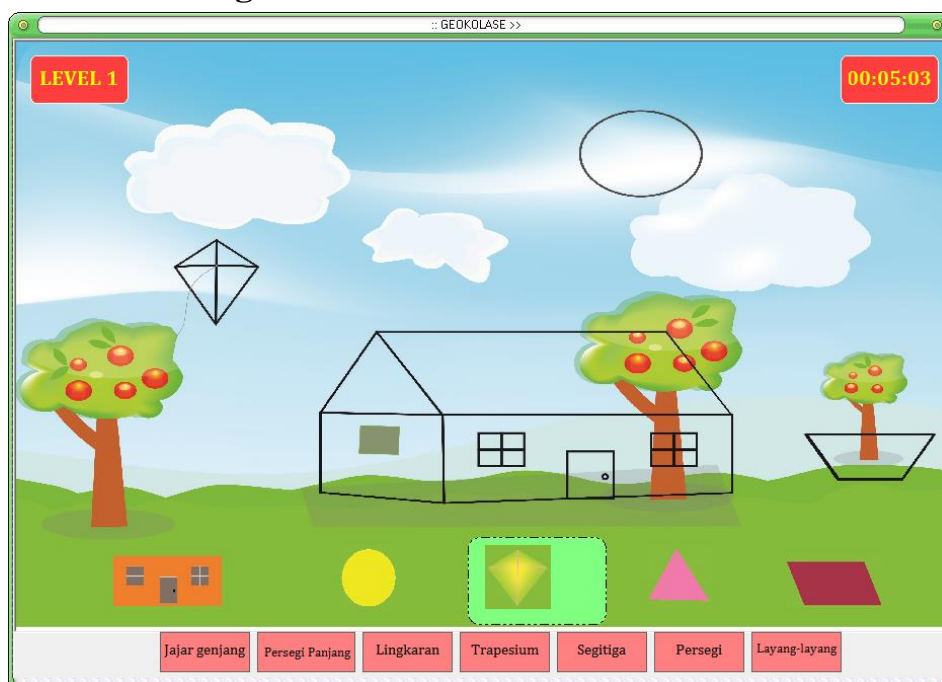 :: GEOKOLASE >>
LEVEL 1
00:05:03
Jajar genjang
Persegi Panjang
Lingkaran
Trapesium
Segitiga
Persegi
Layang-layang